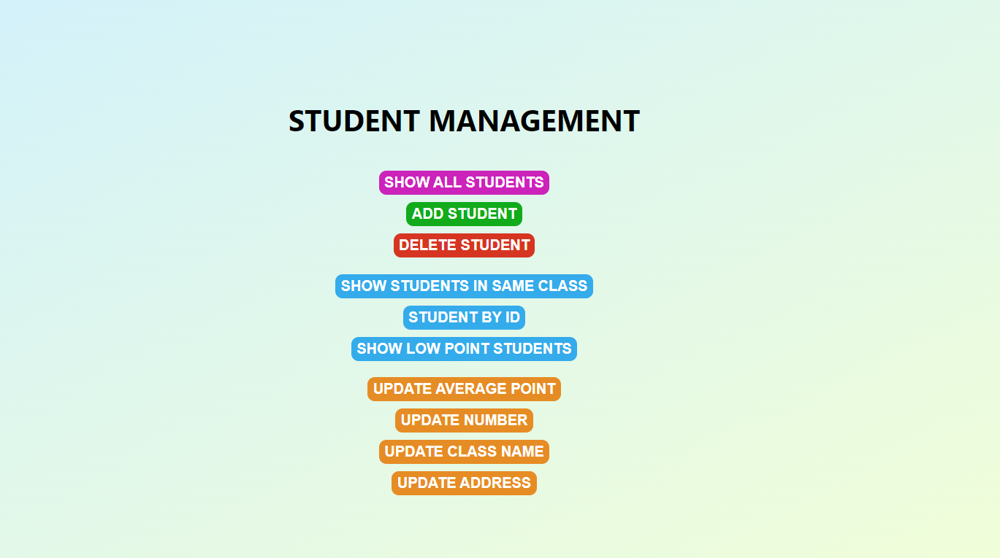 STUDENT MANAGEMENT
SHOW ALL STUDENTS
ADD STUDENT
DELETE STUDENT
SHOW STUDENTS IN SAME CLASS
STUDENT BY ID
SHOW LOW POINT STUDENTS
UPDATE AVERAGE POINT
UPDATE NUMBER
UPDATE CLASS NAME
UPDATE ADDRESS